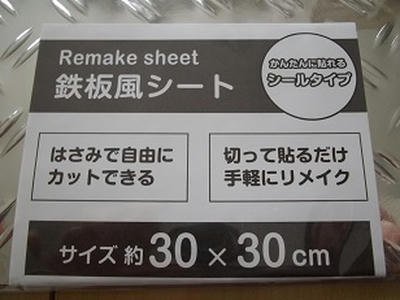 Remake sheet
鉄板風シート
かんたんに貼れる
シールタイプ
はさみで自由に
カットできる
切って貼るだけ
手軽にリメイク
サイズ 約 30 × 30 cm